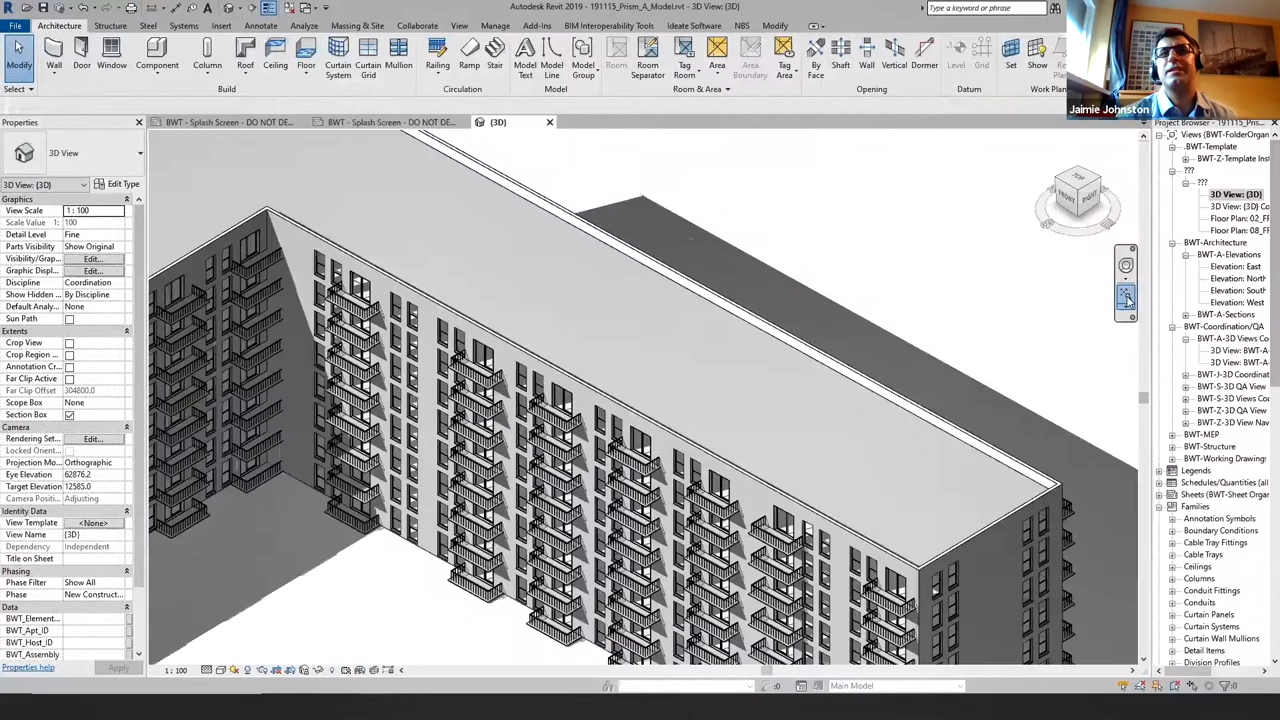 Autodesk Revit 2019 - 191115_Prism_A_Model.rvt - 3D View: {3D}
Type a keyword or phrase
File Architecture Structure Steel Systems Insert Annotate Analyze Massing & Site Collaborate View Manage Add-Ins BIM Interoperability Tools Ideate Software NBS Modify
Modify Wall Door Window Component Column Roof Ceiling Floor Curtain System Curtain Grid Mullion Railing Ramp Stair Model Text Model Line Model Group Room Room Separator Tag Room Area Area Boundary Tag Area By Face Shaft Wall Vertical Dormer Level Grid Set Show
Select Build Circulation Model Room & Area Opening Datum Work Plan
Jaimie Johnston
Properties
BWT - Splash Screen - DO NOT DE...
BWT - Splash Screen - DO NOT DE...
{3D}
3D View
3D View: {3D} Edit Type
Graphics
View Scale 1 : 100
Scale Value 1: 100
Detail Level Fine
Parts Visibility Show Original
Visibility/Grap... Edit...
Graphic Displ... Edit...
Discipline Coordination
Show Hidden ... By Discipline
Default Analy... None
Sun Path
Extents
Crop View
Crop Region ...
Annotation Cr...
Far Clip Active
Far Clip Offset 304800.0
Scope Box None
Section Box
Camera
Rendering Set... Edit...
Locked Orient...
Projection Mo... Orthographic
Eye Elevation 62876.2
Target Elevation 12585.0
Camera Positi... Adjusting
Identity Data
View Template <None>
View Name {3D}
Dependency Independent
Title on Sheet
Phasing
Phase Filter Show All
Phase New Construct...
Data
BWT_Element...
BWT_Apt_ID
BWT_Host_ID
BWT_Assembly
Properties help Apply
TOP
FRONT RIGHT
Project Browser - 191115_Pris...
Views (BWT-FolderOrgan
.BWT-Template
BWT-Z-Template Inst
???
???
3D View: {3D}
3D View: {3D} Co
Floor Plan: 02_FF
Floor Plan: 08_FF
BWT-Architecture
BWT-A-Elevations
Elevation: East
Elevation: North
Elevation: South
Elevation: West
BWT-A-Sections
BWT-Coordination/QA
BWT-A-3D Views Co
3D View: BWT-A
3D View: BWT-A
BWT-J-3D Coordinat
BWT-S-3D QA View
BWT-S-3D Views Cor
BWT-Z-3D QA View
BWT-Z-3D View Nav
BWT-MEP
BWT-Structure
BWT-Working Drawing
Legends
Schedules/Quantities (all
Sheets (BWT-Sheet Organ
Families
Annotation Symbols
Boundary Conditions
Cable Tray Fittings
Cable Trays
Ceilings
Columns
Conduit Fittings
Conduits
Curtain Panels
Curtain Systems
Curtain Wall Mullions
Detail Items
Division Profiles
1 : 100
:0 Main Model :0